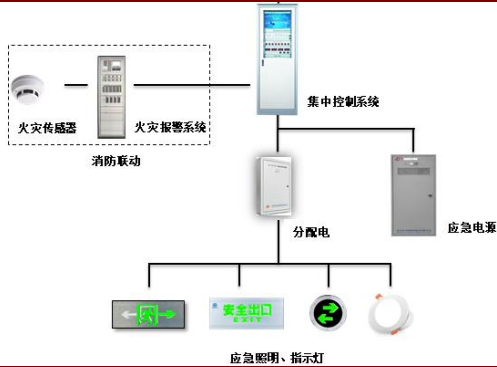 集中控制系统
火灾传感器
火灾报警系统
消防联动
分配电
应急电源
安全出口
EXIT
应急照明、指示灯